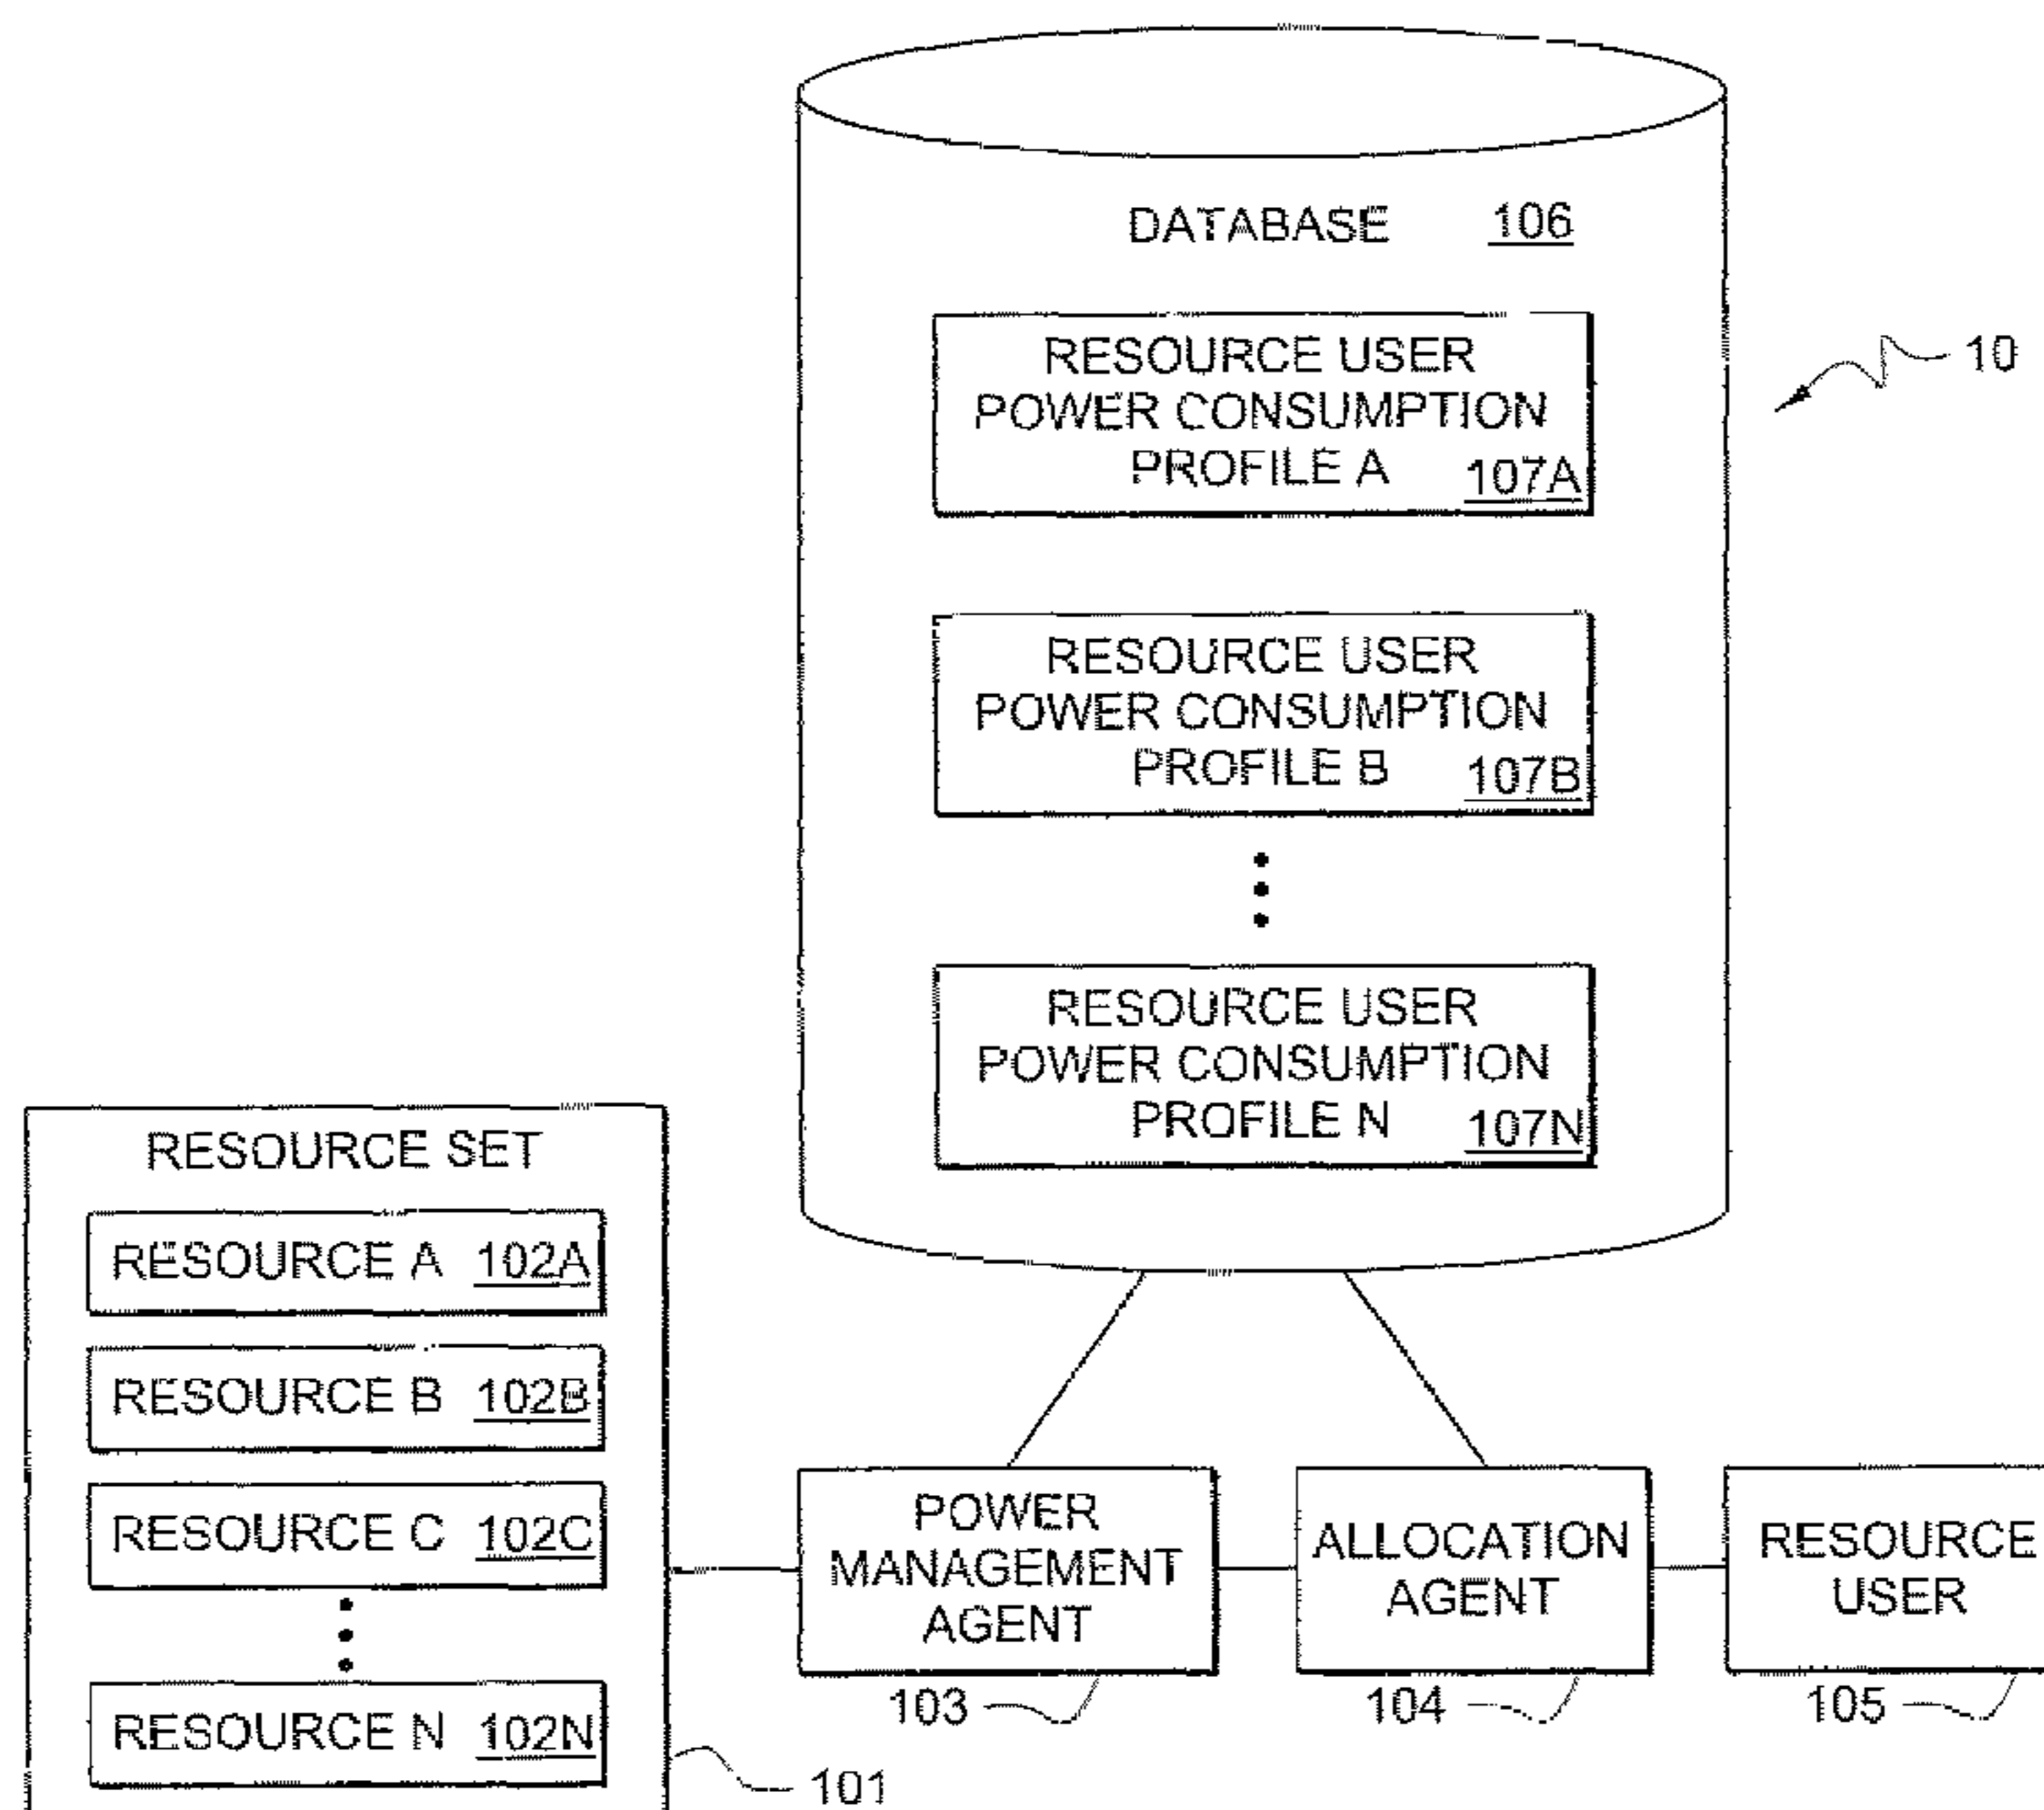 DATABASE 106
RESOURCE USER
POWER CONSUMPTION
PROFILE A 107A
10
RESOURCE USER
POWER CONSUMPTION
PROFILE B 107B
RESOURCE USER
POWER CONSUMPTION
PROFILE N 107N
RESOURCE SET
RESOURCE A 102A
RESOURCE B 102B
RESOURCE C 102C
RESOURCE N 102N
101
POWER
MANAGEMENT
AGENT
103
ALLOCATION
AGENT
104
RESOURCE
USER
105